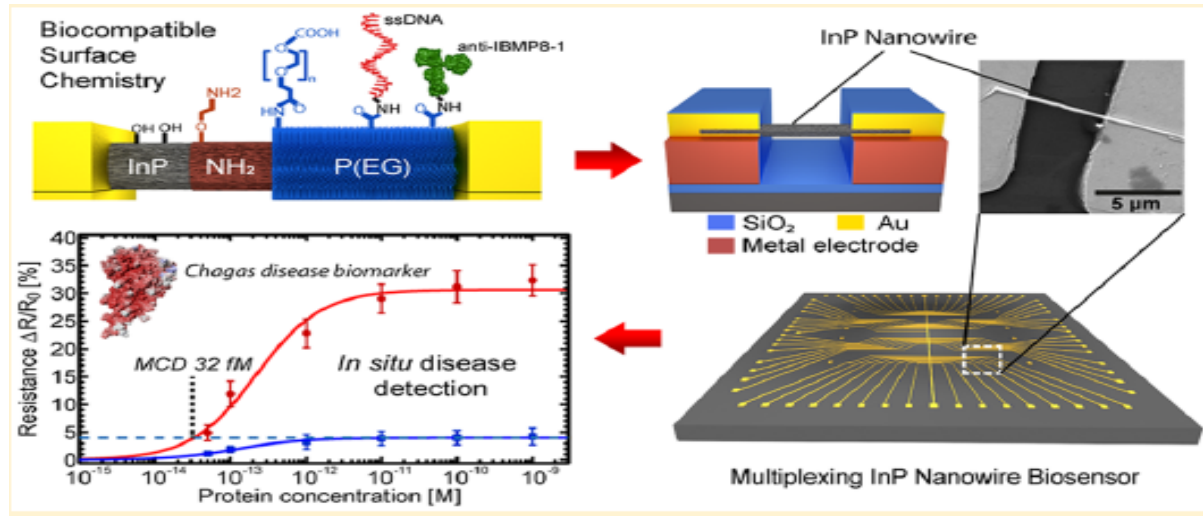 Biocompatible
Surface
Chemistry
COOH
O
O
n
O
HN
O
NH2
O
OH OH
ssDNA
anti-IBMP8-1
NH
O
NH
O
InP
NH₂
P(EG)
InP Nanowire
5 µm
SiO₂
Au
Metal electrode
Resistance ΔR/R₀ [%]
40
35
30
25
20
15
10
5
0
Chagas disease biomarker
MCD 32 fM
In situ disease
detection
10⁻¹⁵ 10⁻¹⁴ 10⁻¹³ 10⁻¹² 10⁻¹¹ 10⁻¹⁰ 10⁻⁹
Protein concentration [M]
Multiplexing InP Nanowire Biosensor